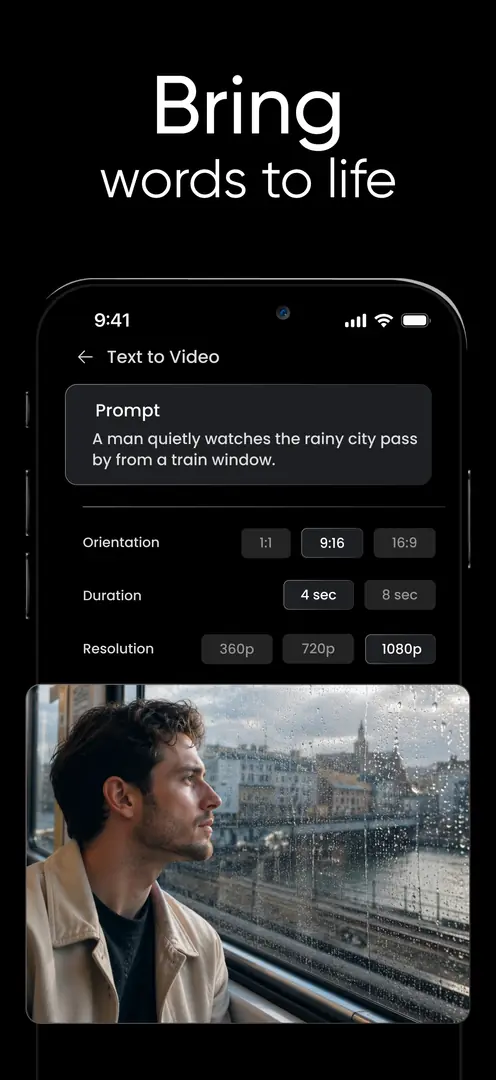 Bring
words to life
9:41
Text to Video
Prompt
A man quietly watches the rainy city pass
by from a train window.
Orientation 1:1 9:16 16:9
Duration 4 sec 8 sec
Resolution 360p 720p 1080p